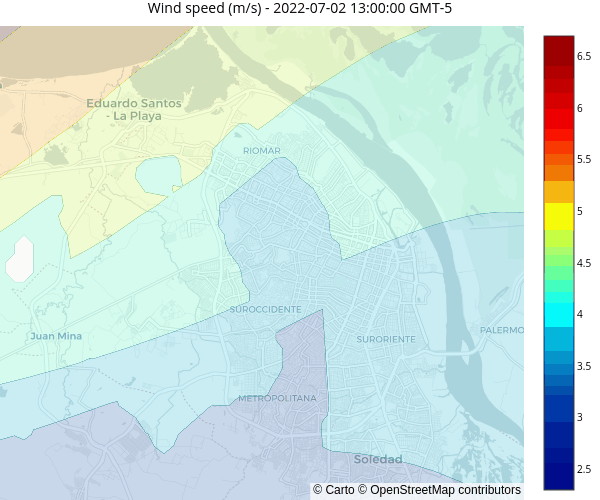 Wind speed (m/s) - 2022-07-02 13:00:00 GMT-5
Eduardo Santos
- La Playa
RIOMAR
SUROCCIDENTE
Juan Mina
SURORIENTE
PALERMO
METROPOLITANA
Soledad
© Carto © OpenStreetMap contributors
6.5
6
5.5
5
4.5
4
3.5
3
2.5